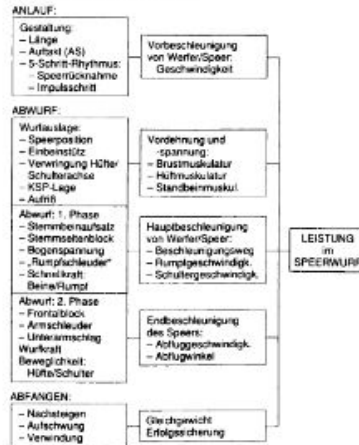 ANLAUF:
Gestaltung:
– Länge
– Auftakt (AS)
– 5-Schritt-Rhythmus:
– Speerrücknahme
– Impulsschritt
Vorbeschleunigung
von Werfer/Speer:
Geschwindigkeit
ABWURF:
Wurfauslage:
– Speerposition
– Einbeinstütz
– Verwringung Hüfte/
Schulterachse
– KSP-Lage
– Aufriß
Vordehnung und
-spannung:
– Brustmuskulatur
– Hüftmuskulatur
– Standbeinmuskul.
Abwurf: 1. Phase
– Stemmbeinaufsatz
– Stemmseitenblock
– Bogenspannung
– „Rumpfschleuder"
– Schnellkraft
Beine/Rumpf
Hauptbeschleunigung
von Werfer/Speer:
– Beschleunigungsweg
– Rumpfgeschwindigk.
– Schultergeschwindigk.
LEISTUNG
im
SPEERWURF
Abwurf: 2. Phase
– Frontalblock
– Armschleuder
– Unterarmschlag
Wurfkraft
Beweglichkeit:
Hüfte/Schulter
Endbeschleunigung
des Speers:
– Abfluggeschwindigk.
– Abflugwinkel
ABFANGEN:
– Nachsteigen
– Aufschwung
– Verwindung
Gleichgewicht
Erfolgssicherung